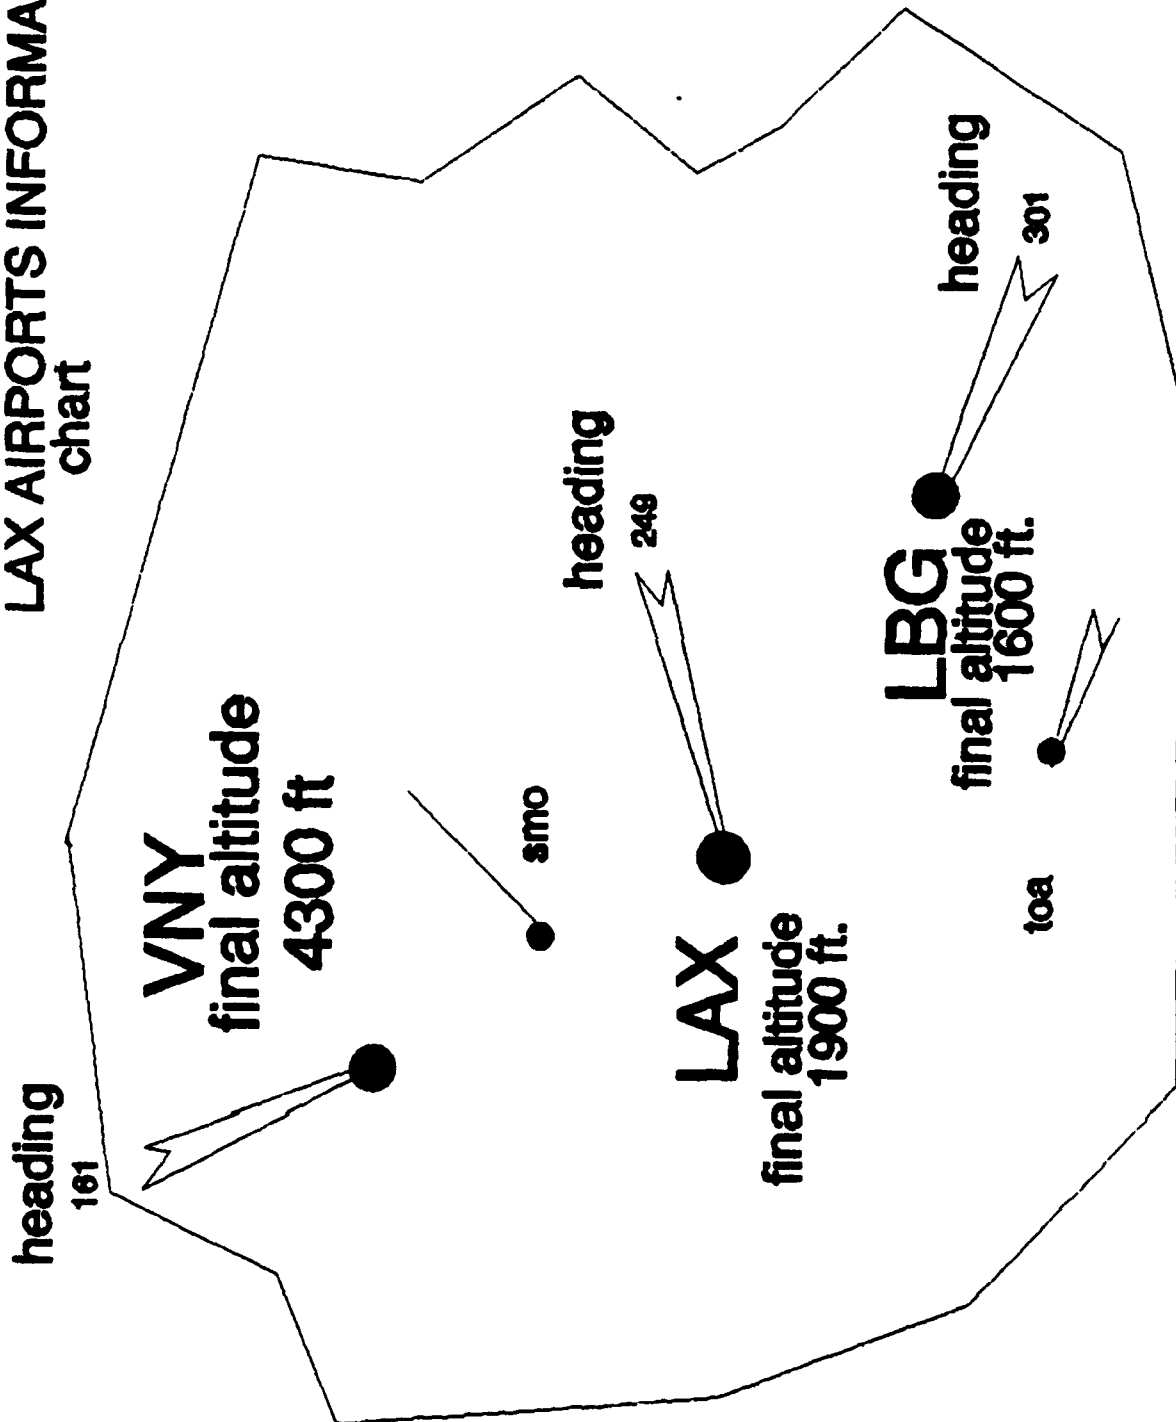 LAX AIRPORTS INFORMA
chart
heading
161
VNY
final altitude
4300 ft
smo
heading
249
LAX
final altitude
1900 ft.
heading
301
LBG
final altitude
1600 ft.
toa